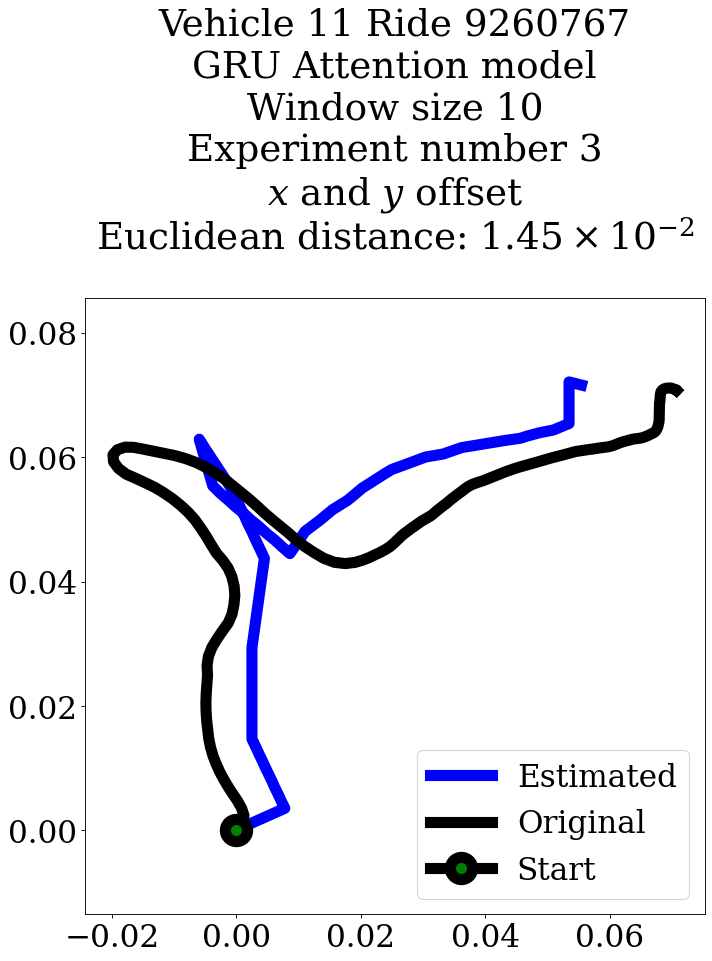 Vehicle 11 Ride 9260767
GRU Attention model
Window size 10
Experiment number 3
x and y offset
Euclidean distance: 1.45 × 10⁻²
0.08
0.06
0.04
0.02
0.00
Estimated
Original
Start
−0.02 0.00 0.02 0.04 0.06